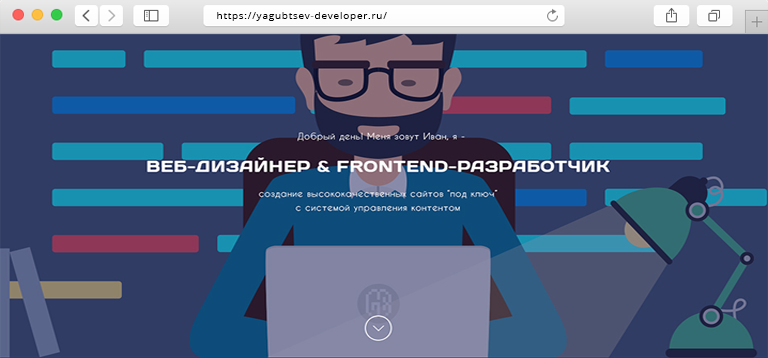 https://yagubtsev-developer.ru/
Добрый день! Меня зовут Иван, я -
ВЕБ-ДИЗАЙНЕР & FRONTEND-РАЗРАБОТЧИК
создание высококачественных сайтов "под ключ"
с системой управления контентом